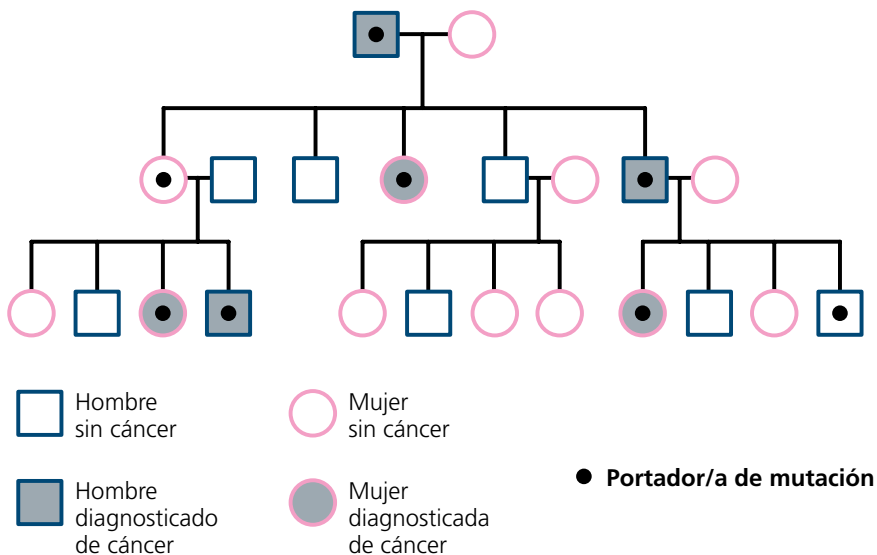 Hombre
sin cáncer
Mujer
sin cáncer
Hombre
diagnosticado
de cáncer
Mujer
diagnosticada
de cáncer
Portador/a de mutación